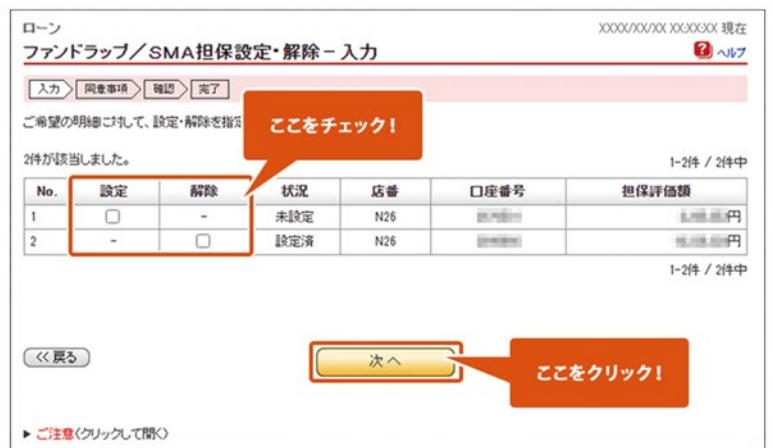 ローン
XXXX/XX/XX XX:XX:XX 現在
ファンドラップ／SMA担保設定・解除－入力
? ヘルプ
入力 同意事項 確認 完了
ご希望の明細に対して、設定・解除を指定
ここをチェック！
2件が該当しました。
1-2件 / 2件中
No. 設定 解除 状況 店番 口座番号 担保評価額
1 - 未設定 N26 円
2 - 設定済 N26 円
1-2件 / 2件中
≪戻る
次へ
ここをクリック！
▶ ご注意（クリックして開く）